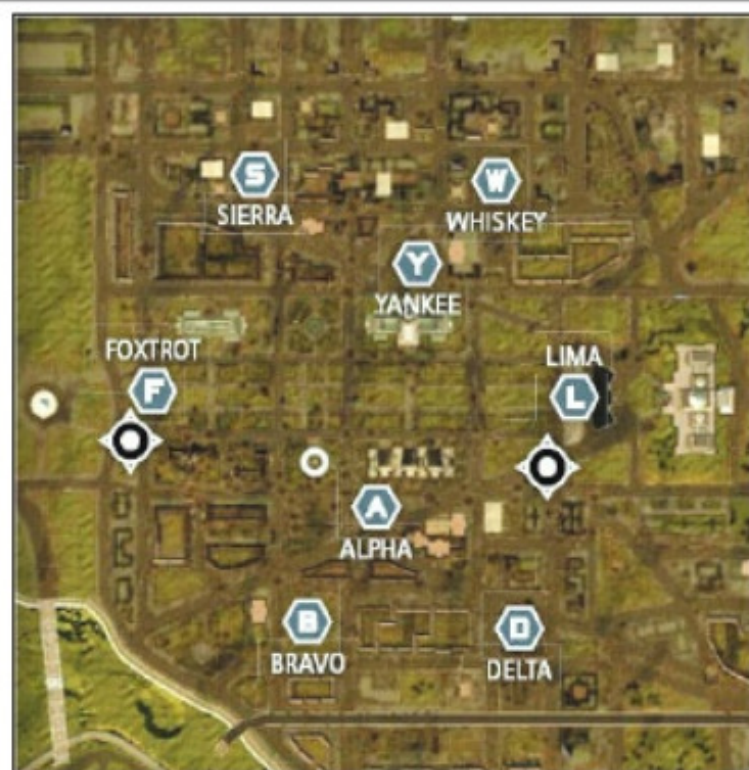 S
SIERRA
W
WHISKEY
Y
YANKEE
FOXTROT
F
LIMA
L
A
ALPHA
B
BRAVO
D
DELTA